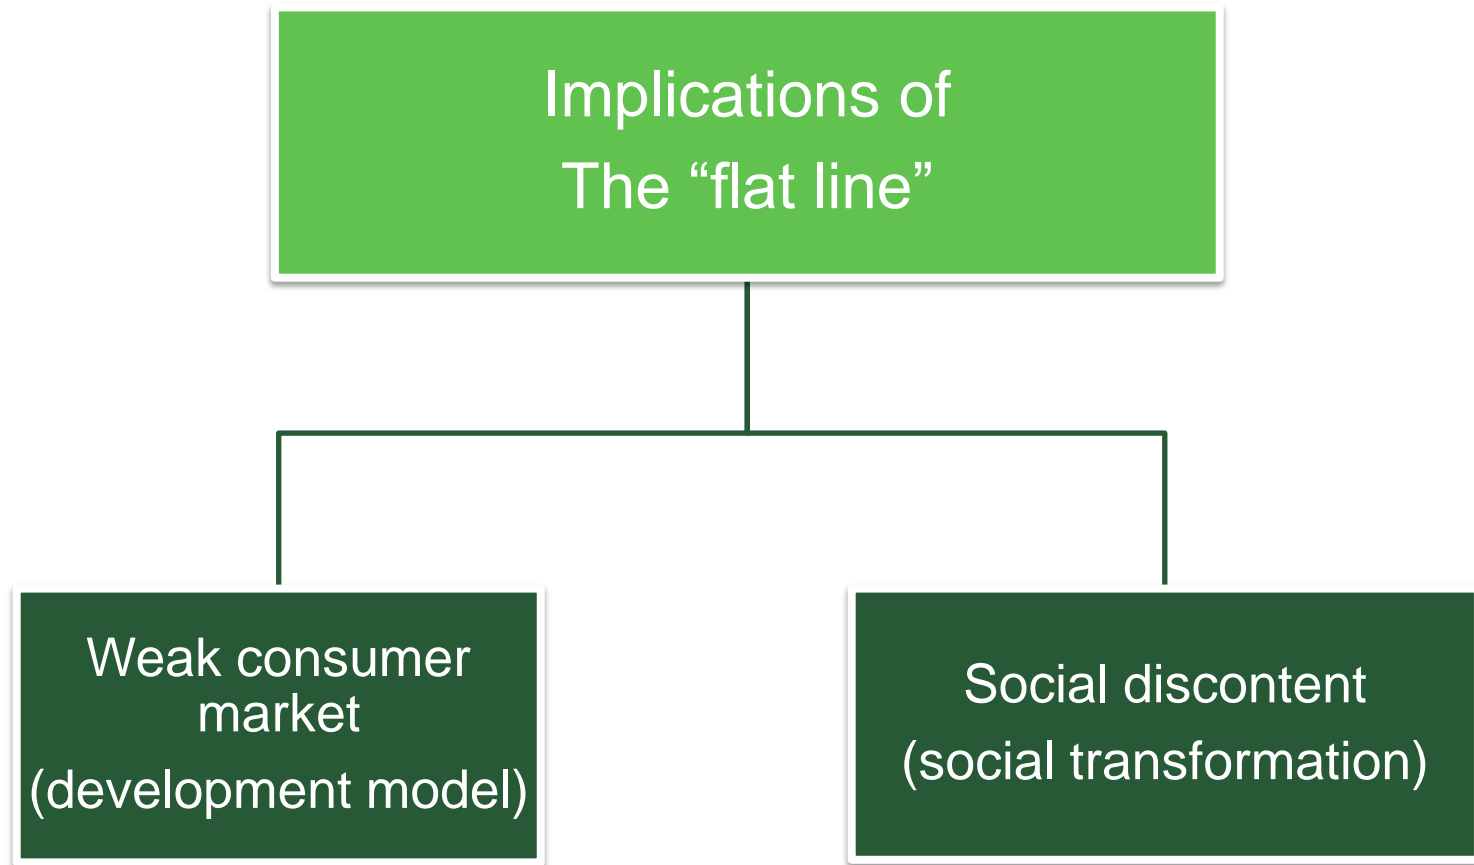 Implications of
The “flat line”
Weak consumer
market
(development model)
Social discontent
(social transformation)